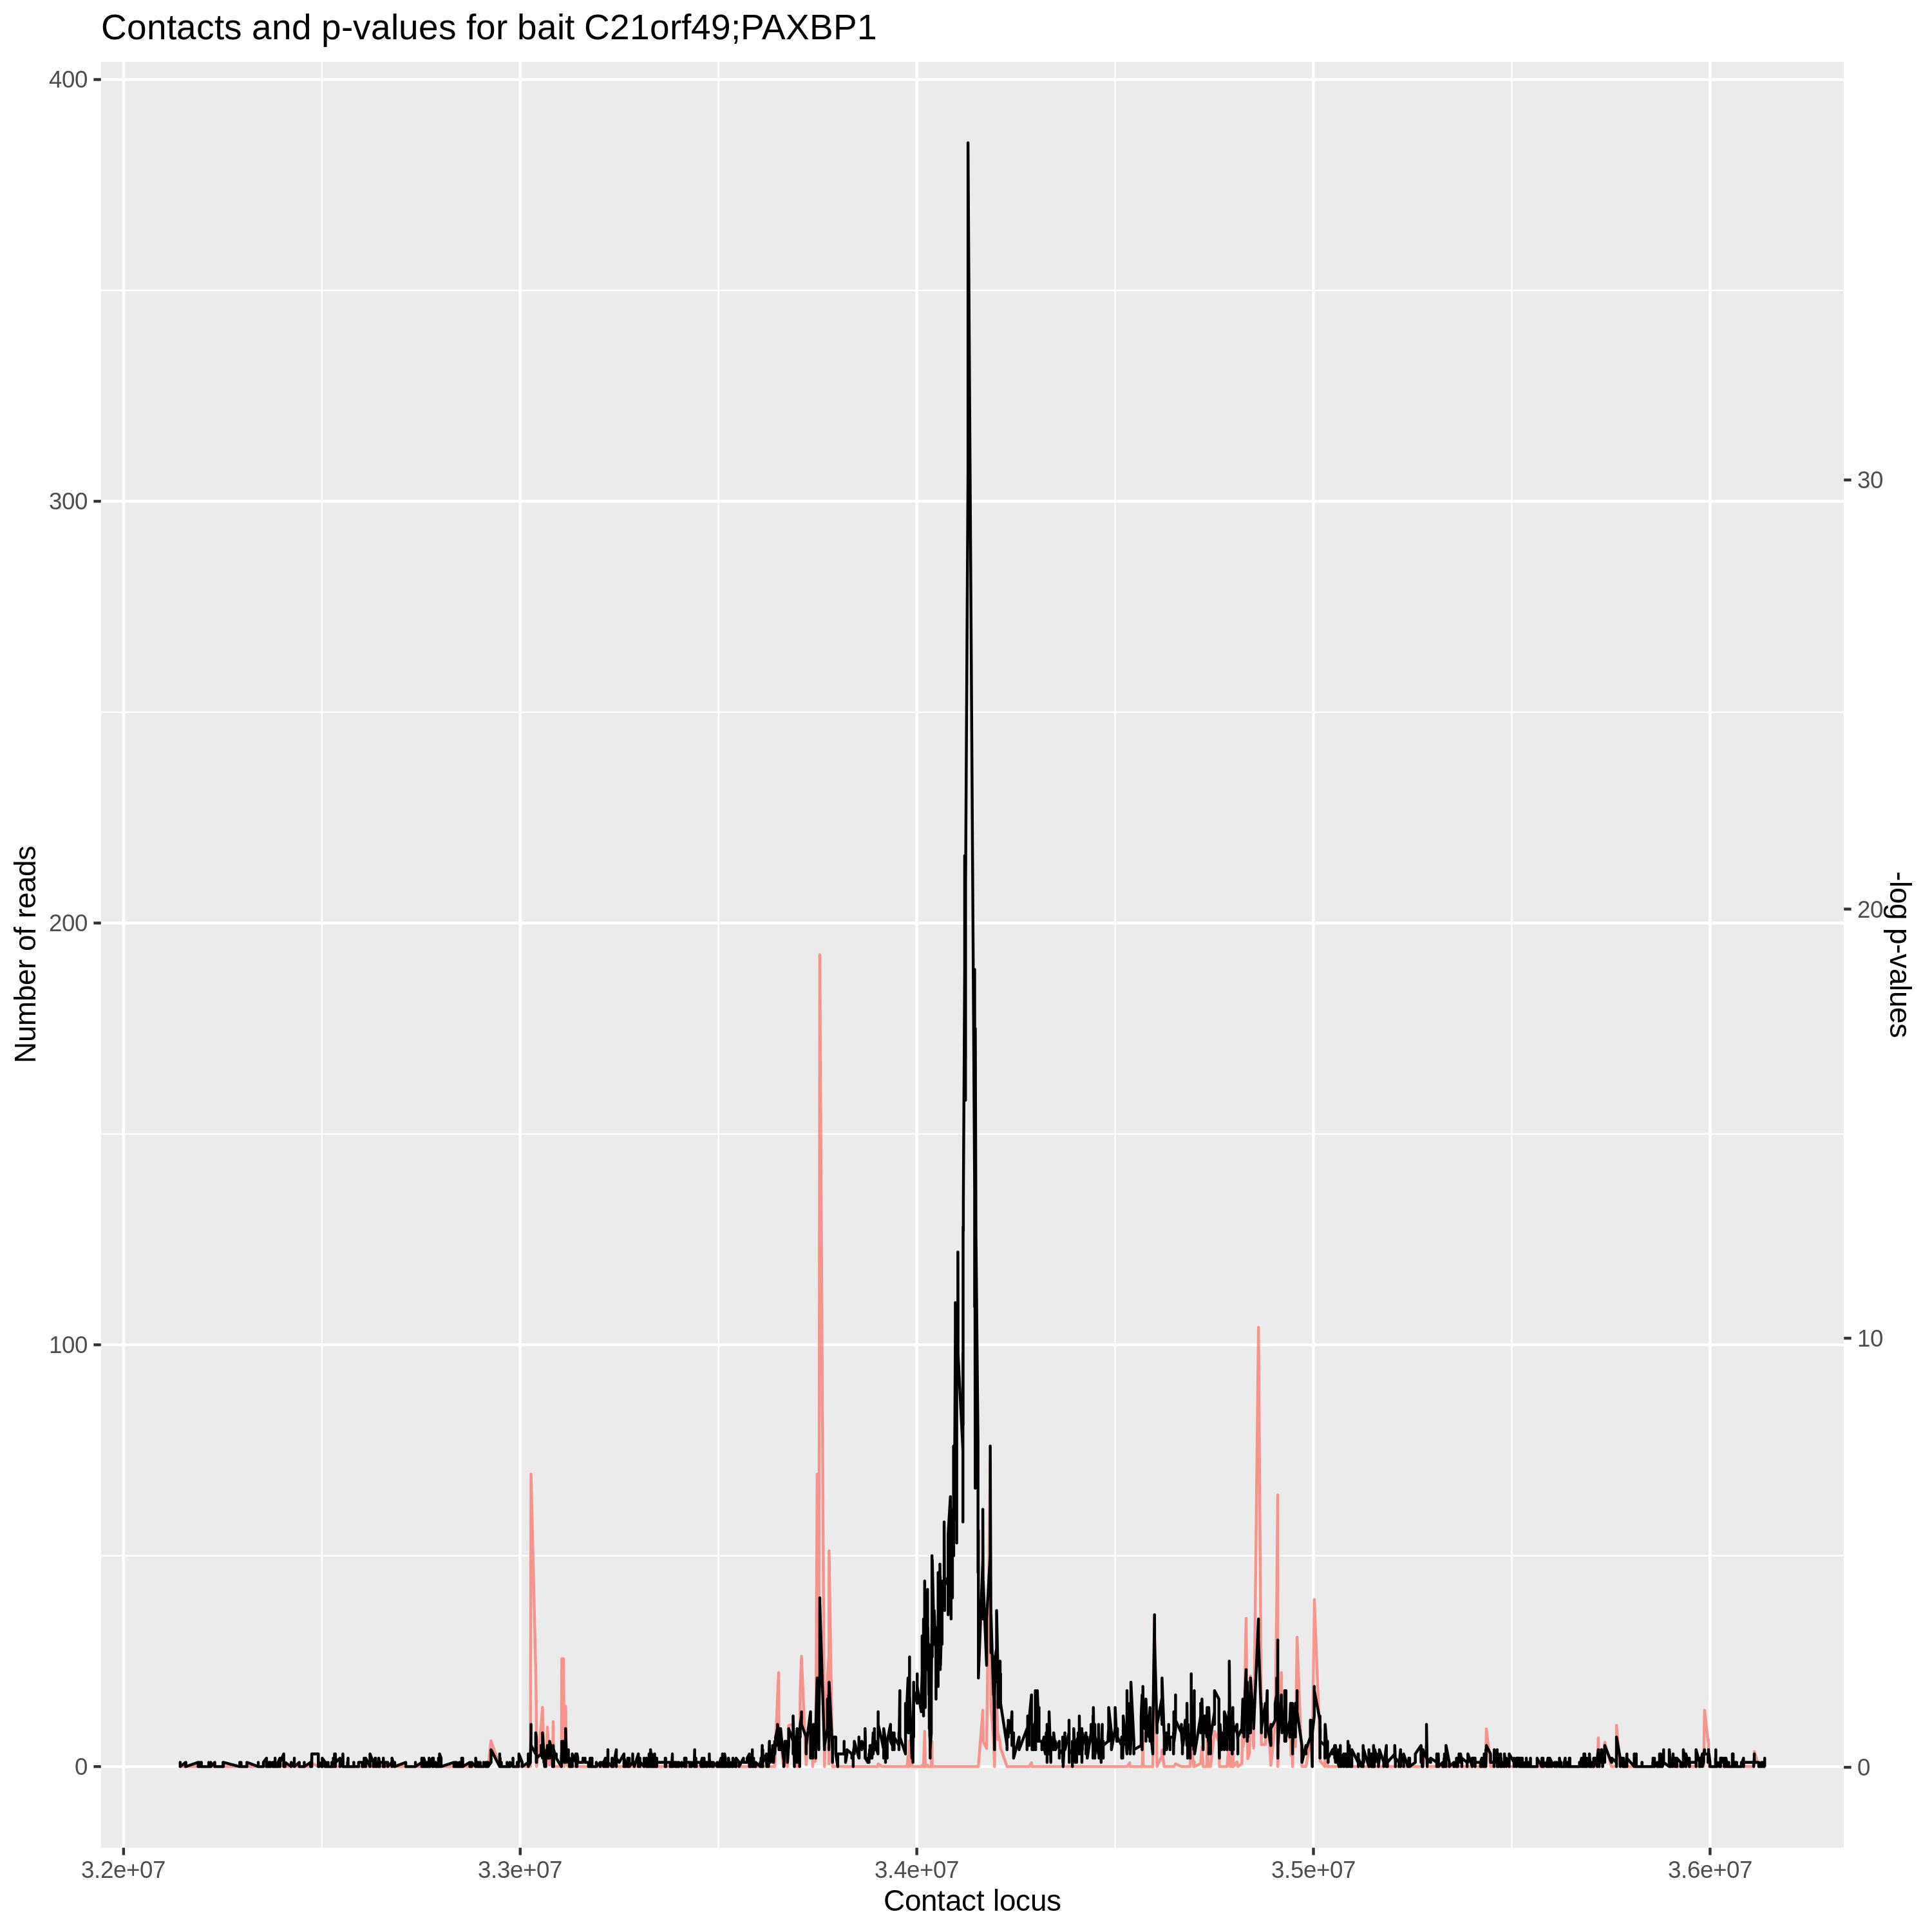 Contacts and p-values for bait C21orf49;PAXBP1
400
300
200
100
0
Number of reads
30
20
10
0
-log p-values
3.2e+07
3.3e+07
3.4e+07
3.5e+07
3.6e+07
Contact locus